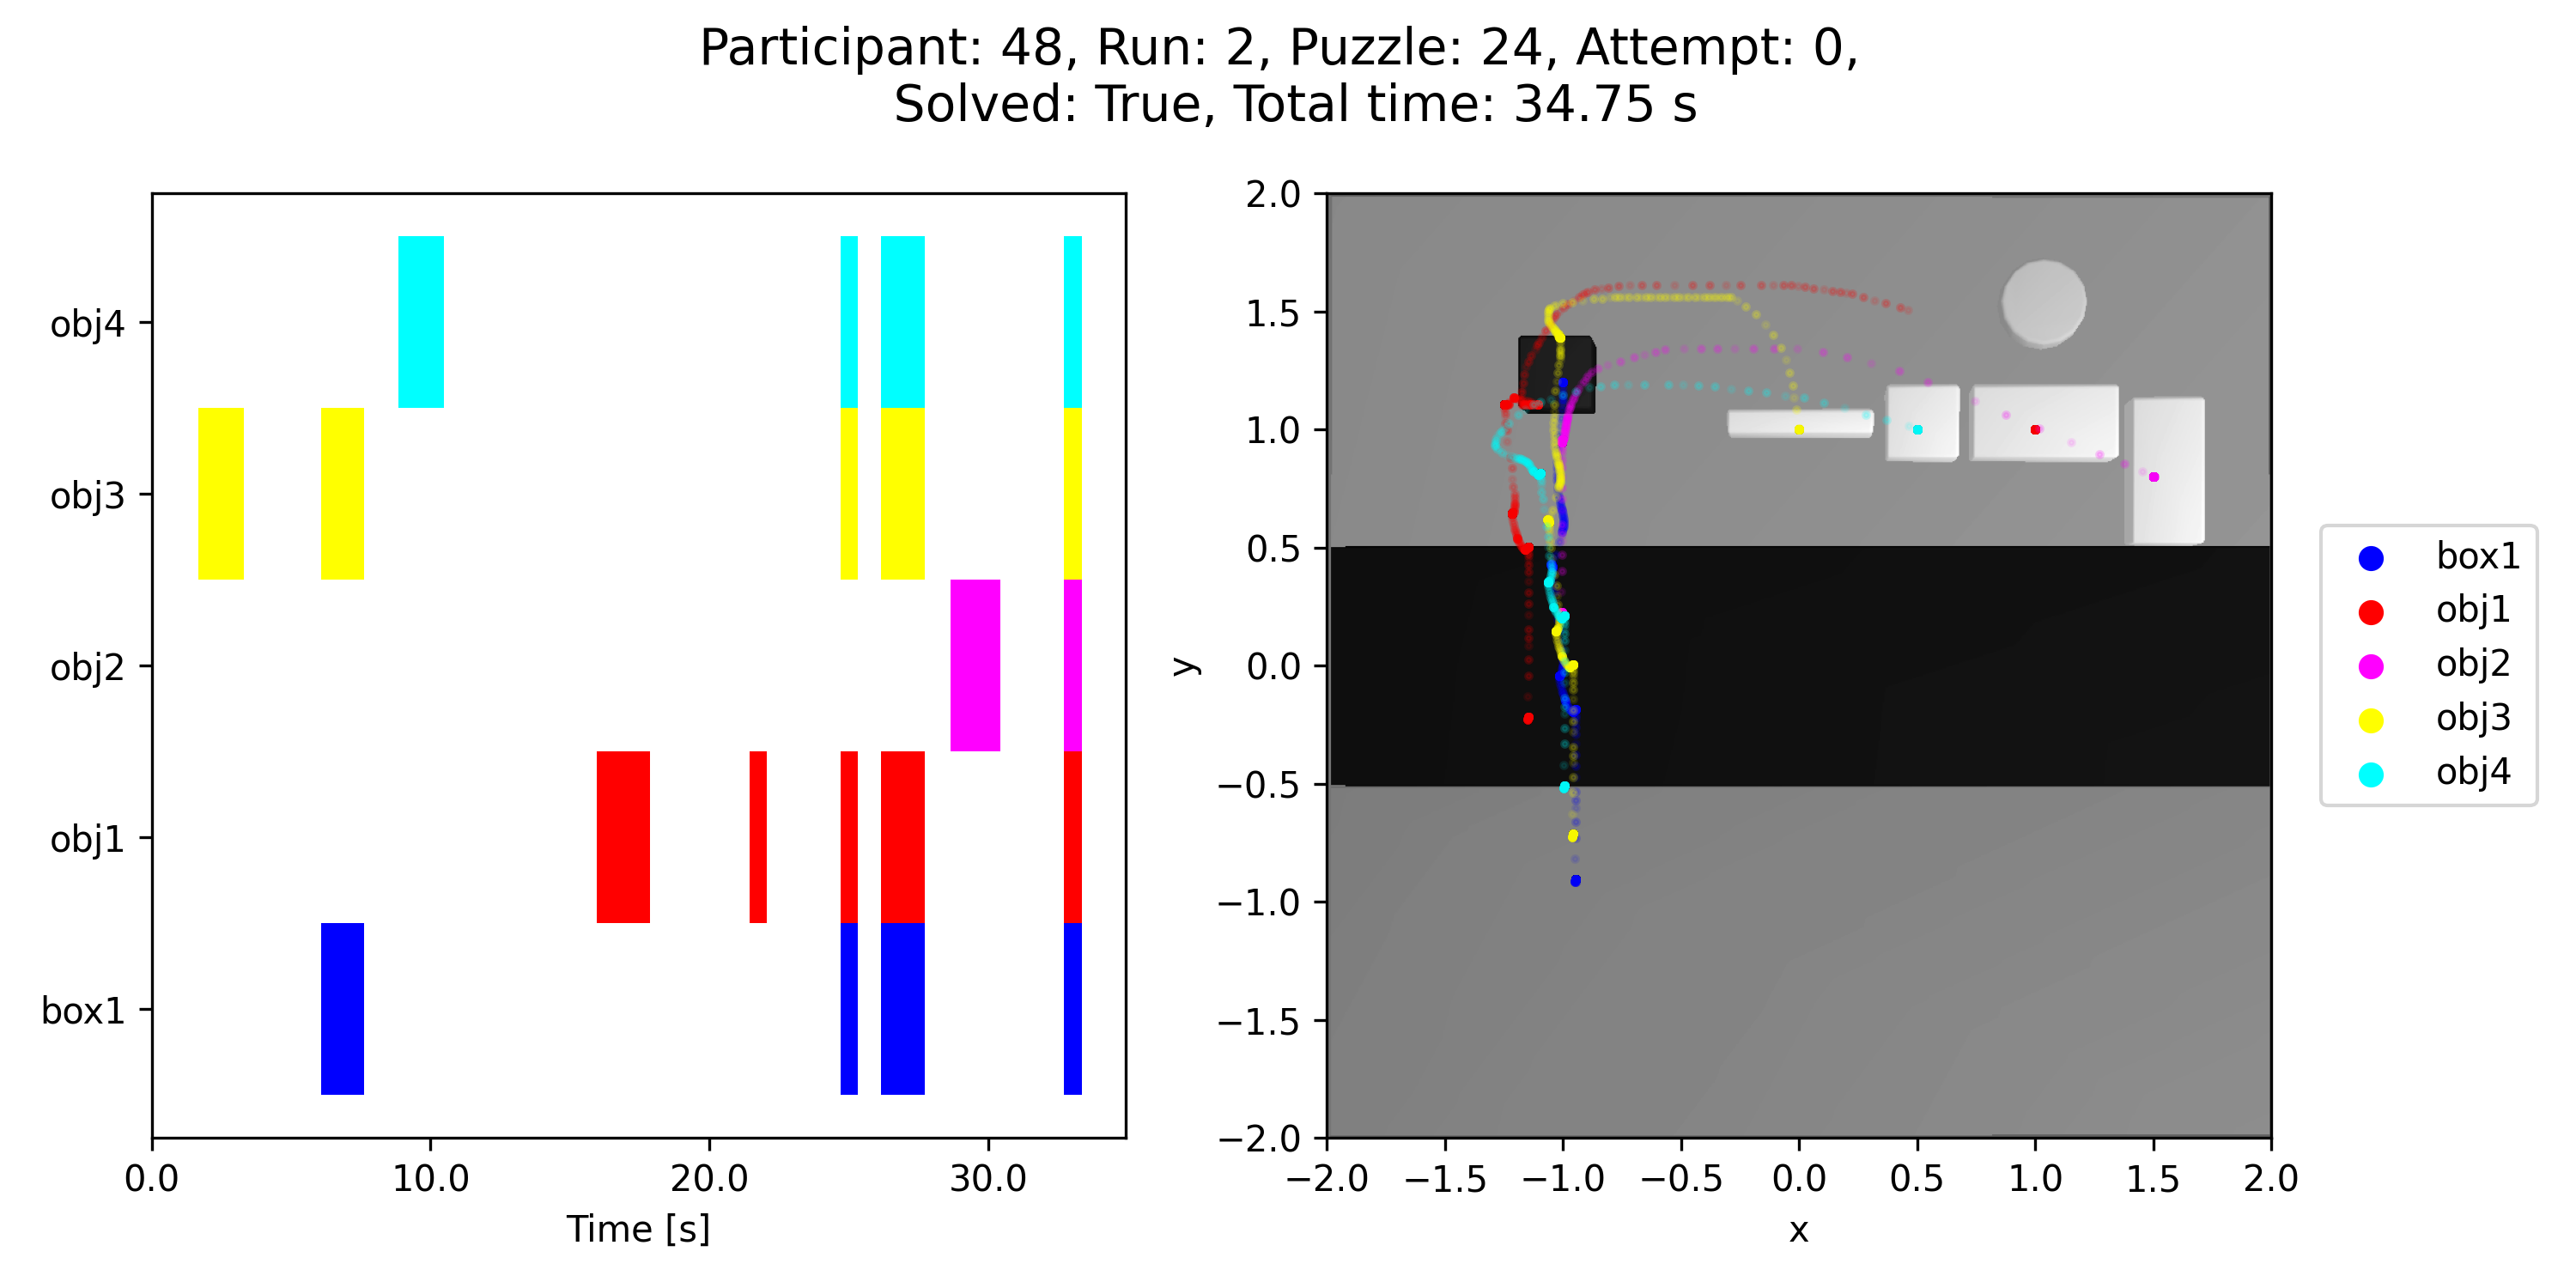 Participant: 48, Run: 2, Puzzle: 24, Attempt: 0,
Solved: True, Total time: 34.75 s
obj4
obj3
obj2
obj1
box1
0.0 10.0 20.0 30.0
Time [s]
2.0
1.5
1.0
0.5
0.0
−0.5
−1.0
−1.5
−2.0
y
−2.0 −1.5 −1.0 −0.5 0.0 0.5 1.0 1.5 2.0
x
box1
obj1
obj2
obj3
obj4